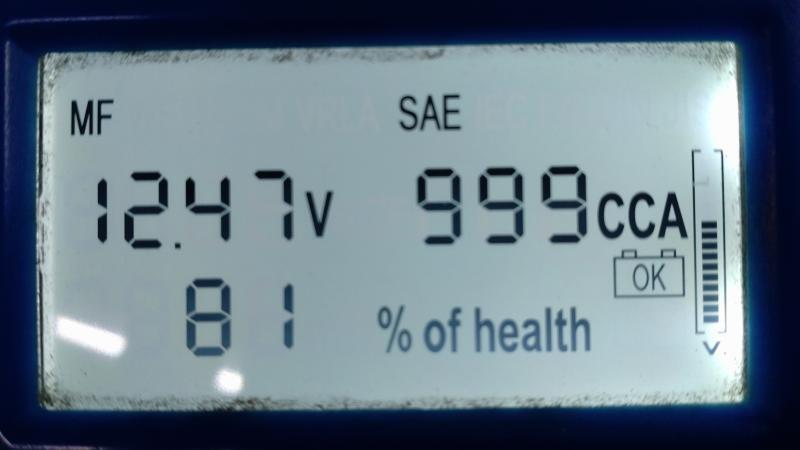 MF SAE
12.47V 999CCA
OK
81 % of health